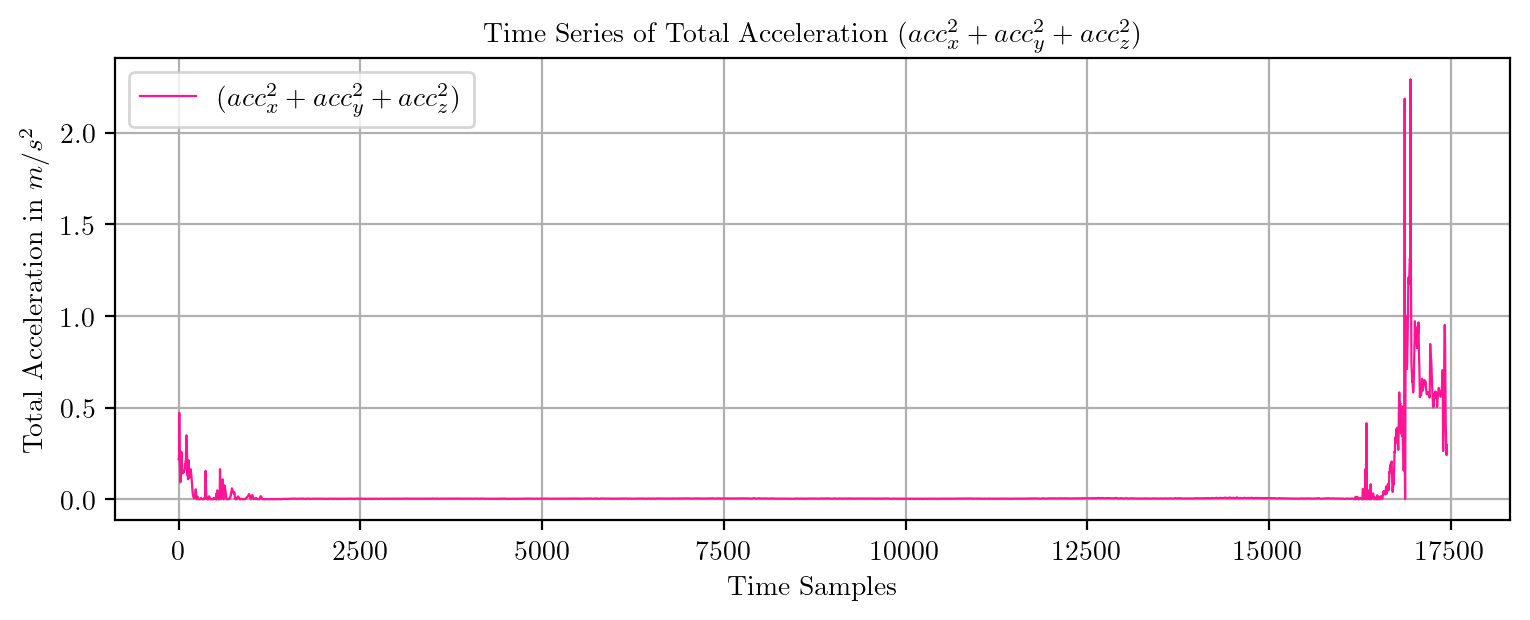 Time Series of Total Acceleration $(acc_x^2 + acc_y^2 + acc_z^2)$
$(acc_x^2 + acc_y^2 + acc_z^2)$
Total Acceleration in $m/s^2$
2.0
1.5
1.0
0.5
0.0
0 2500 5000 7500 10000 12500 15000 17500
Time Samples